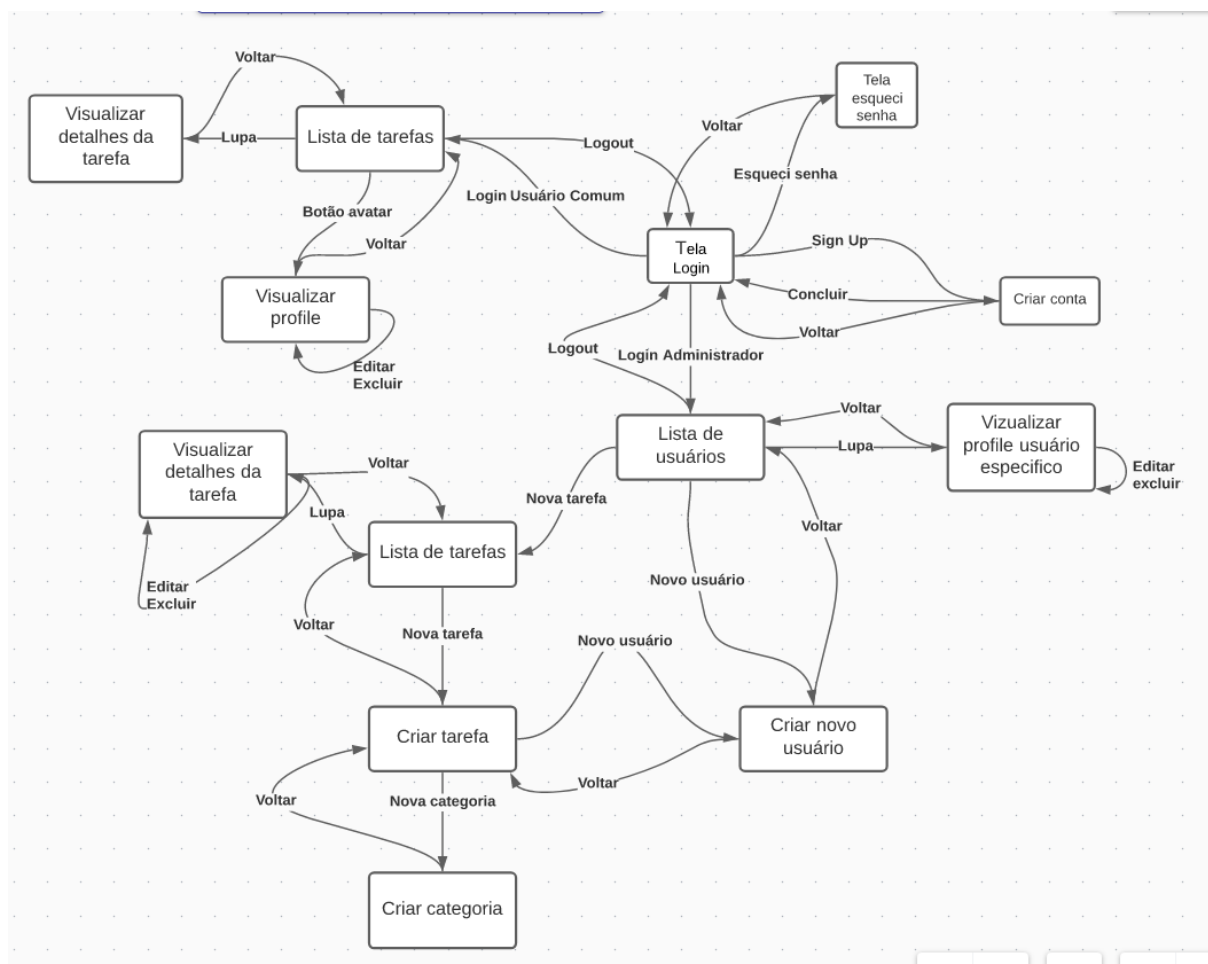 Voltar
Tela
esqueci
senha
Visualizar
detalhes da
tarefa
Lupa
Lista de tarefas
Logout
Voltar
Esqueci senha
Login Usuário Comum
Botão avatar
Voltar
Tela
Login
Sign Up
Visualizar
profile
Concluir
Criar conta
Voltar
Editar
Excluir
Logout
Login Administrador
Lista de
usuários
Voltar
Lupa
Vizualizar
profile usuário
especifico
Editar
excluir
Visualizar
detalhes da
tarefa
Voltar
Lupa
Nova tarefa
Voltar
Lista de tarefas
Editar
Excluir
Novo usuário
Voltar
Nova tarefa
Novo usuário
Criar tarefa
Criar novo
usuário
Voltar
Voltar
Nova categoria
Criar categoria